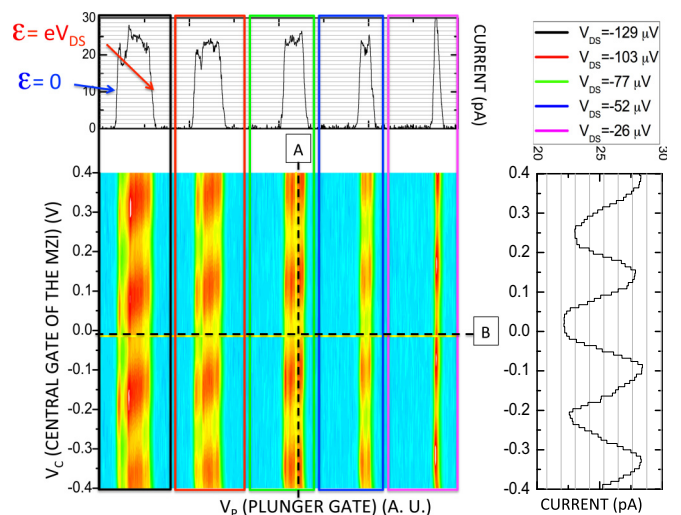 ε= eV_DS
ε=0
30
20
10
0
CURRENT (pA)
V_DS=-129 μV
V_DS=-103 μV
V_DS=-77 μV
V_DS=-52 μV
V_DS=-26 μV
A
B
0.4
0.3
0.2
0.1
0.0
-0.1
-0.2
-0.3
-0.4
V_C (CENTRAL GATE OF THE MZI) (V)
V_P (PLUNGER GATE) (A. U.)
20
25
30
0.4
0.3
0.2
0.1
0.0
-0.1
-0.2
-0.3
-0.4
CURRENT (pA)